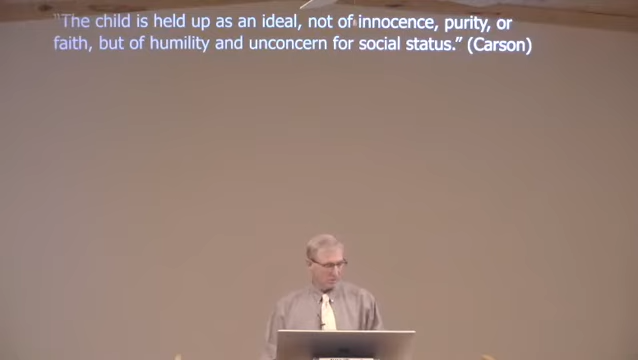 "The child is held up as an ideal, not of innocence, purity, or
faith, but of humility and unconcern for social status.” (Carson)